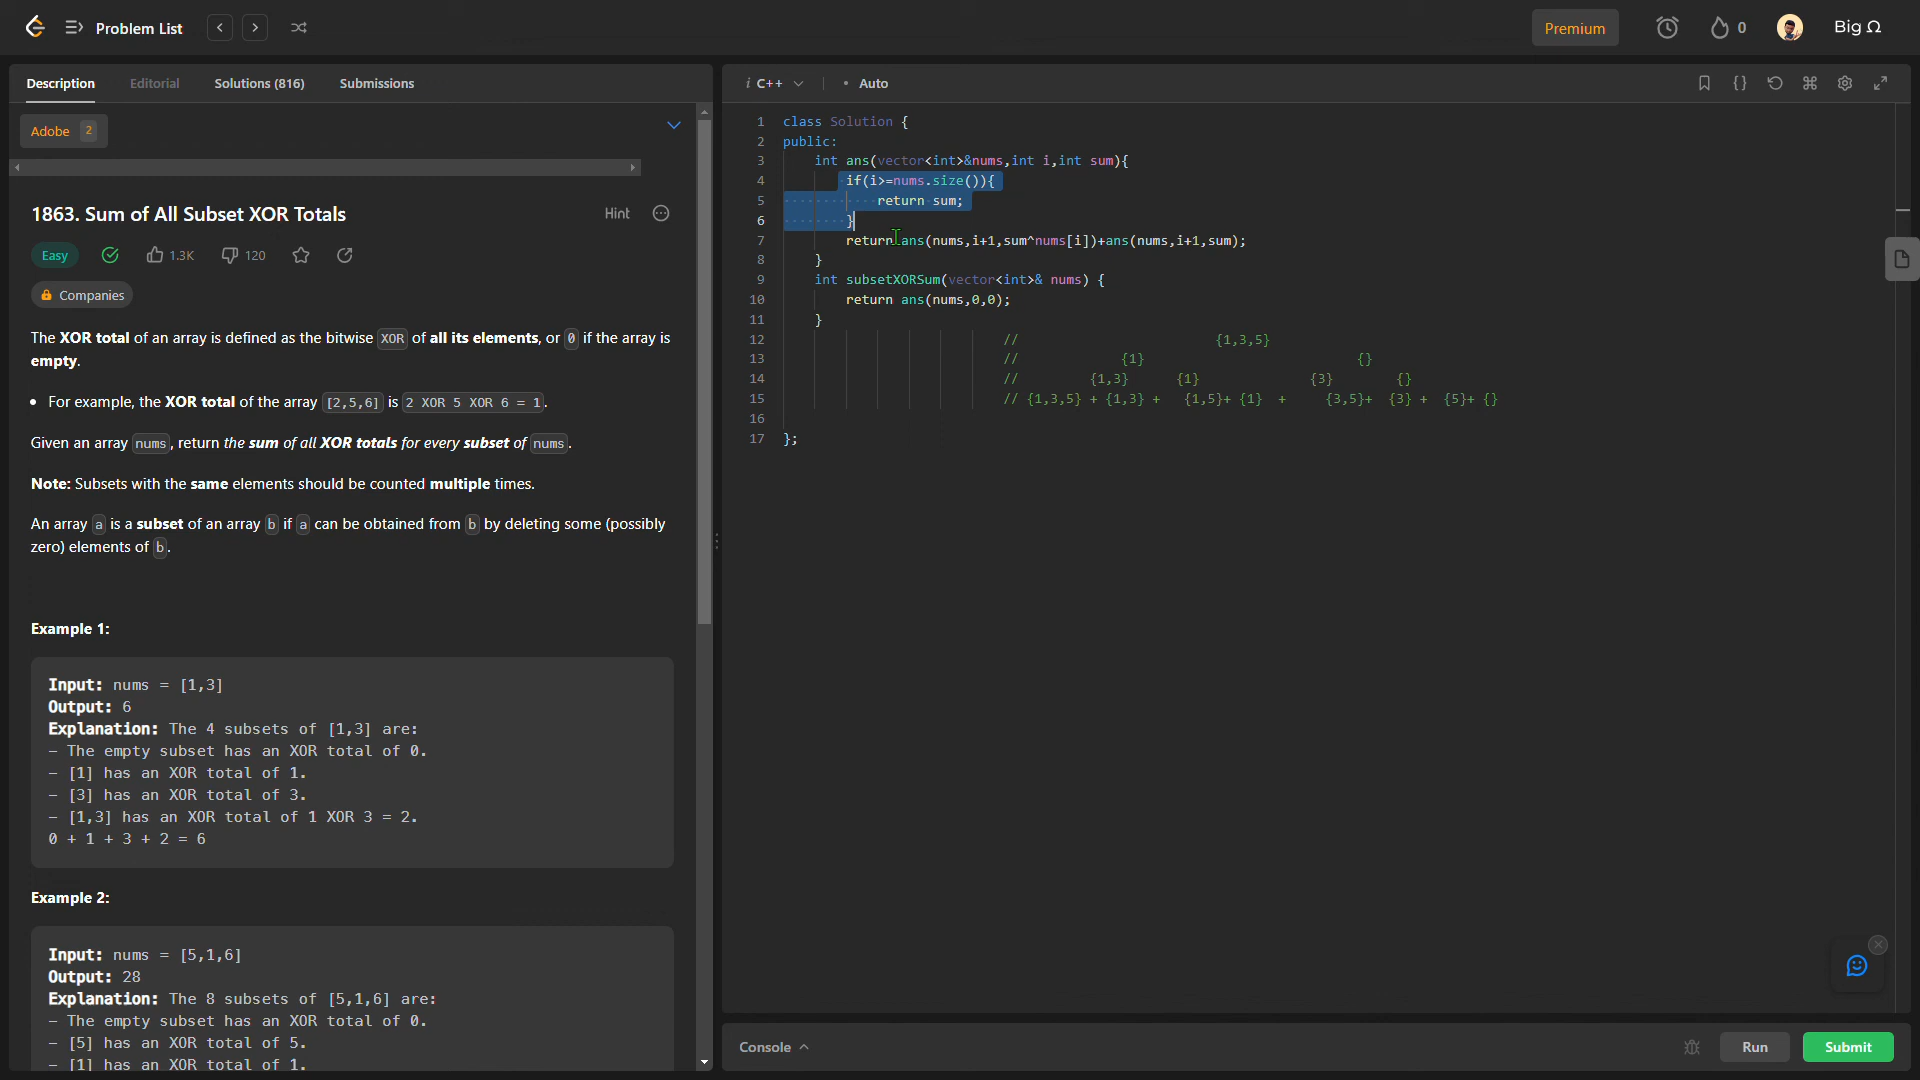 Problem List
Premium
0
Big Ω
Description
Editorial
Solutions (816)
Submissions
Adobe 2
1863. Sum of All Subset XOR Totals
Hint
Easy
1.3K
120
Companies
The XOR total of an array is defined as the bitwise XOR of all its elements, or 0 if the array is
empty.
• For example, the XOR total of the array [2,5,6] is 2 XOR 5 XOR 6 = 1.
Given an array nums, return the sum of all XOR totals for every subset of nums.
Note: Subsets with the same elements should be counted multiple times.
An array a is a subset of an array b if a can be obtained from b by deleting some (possibly
zero) elements of b.
Example 1:
Input: nums = [1,3]
Output: 6
Explanation: The 4 subsets of [1,3] are:
- The empty subset has an XOR total of 0.
- [1] has an XOR total of 1.
- [3] has an XOR total of 3.
- [1,3] has an XOR total of 1 XOR 3 = 2.
0 + 1 + 3 + 2 = 6
Example 2:
Input: nums = [5,1,6]
Output: 28
Explanation: The 8 subsets of [5,1,6] are:
- The empty subset has an XOR total of 0.
- [5] has an XOR total of 5.
- [1] has an XOR total of 1.
i C++
• Auto
1 class Solution {
2 public:
3 int ans(vector<int>&nums,int i,int sum){
4 if(i>=nums.size()){
5 return sum;
6 }
7 return ans(nums,i+1,sum^nums[i])+ans(nums,i+1,sum);
8 }
9 int subsetXORSum(vector<int>& nums) {
10 return ans(nums,0,0);
11 }
12 // {1,3,5}
13 // {1} {}
14 // {1,3} {1} {3} {}
15 // {1,3,5} + {1,3} + {1,5}+ {1} + {3,5}+ {3} + {5}+ {}
16
17 };
Console
Run
Submit